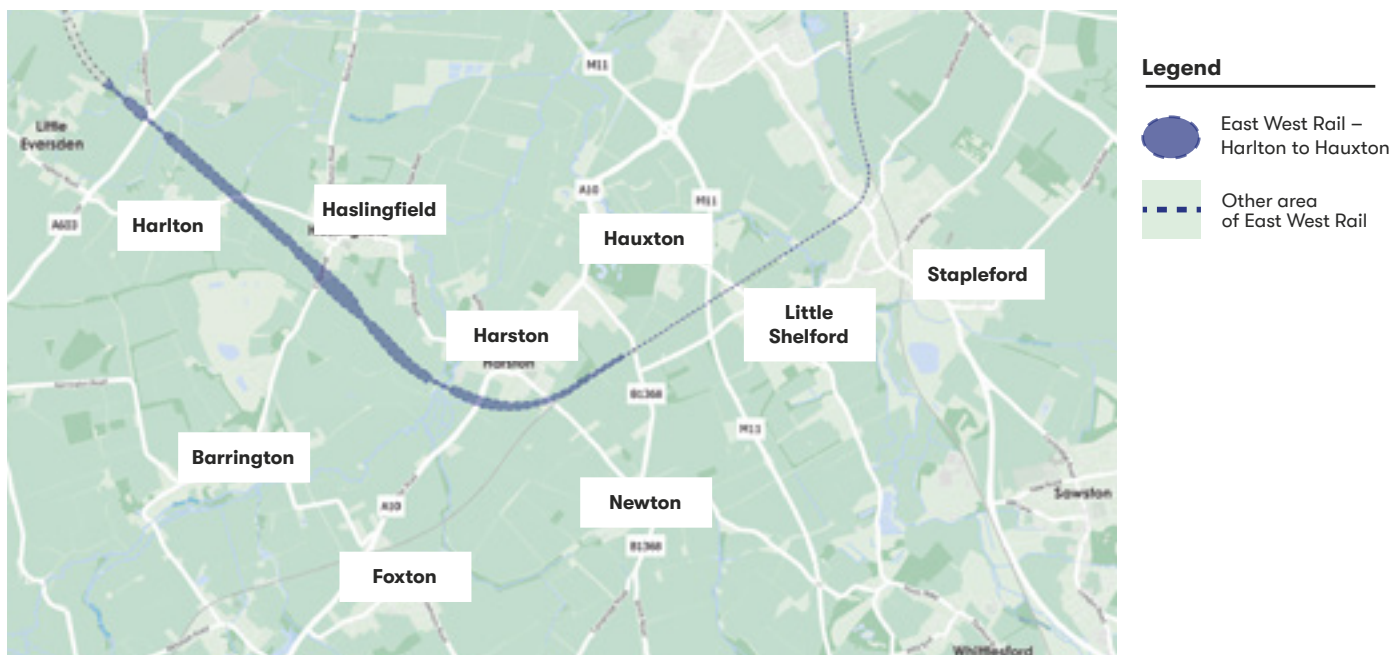 M11
Little
Eversden
A603
Harlton
Haslingfield
A10
M11
Hauxton
Stapleford
Little
Shelford
Harston
Harston
B1368
M11
Barrington
A10
Newton
Sawston
B1368
Foxton
Whittlesford
Legend
East West Rail –
Harlton to Hauxton
Other area
of East West Rail